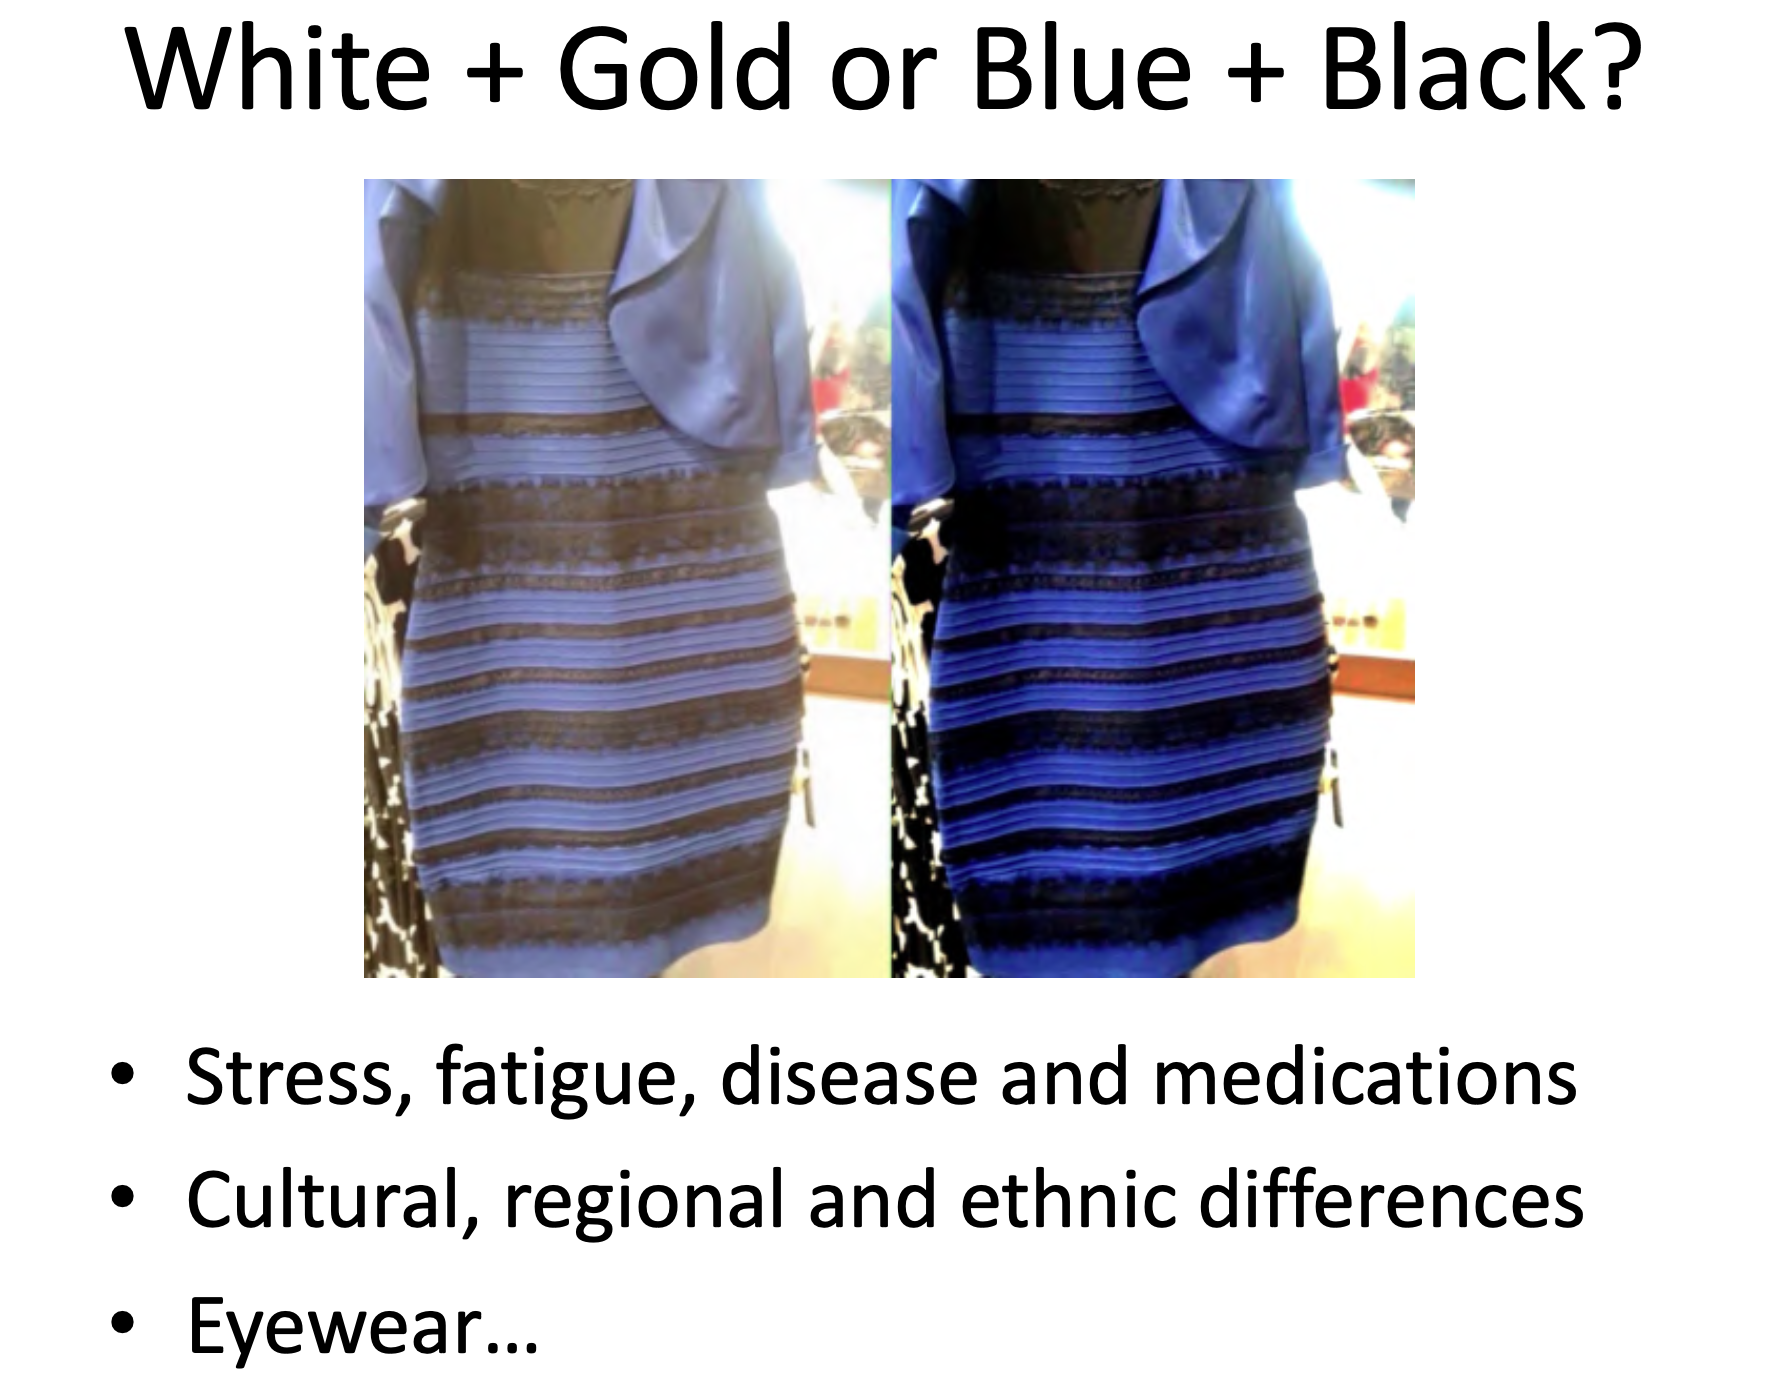 White + Gold or Blue + Black?
• Stress, fatigue, disease and medications
• Cultural, regional and ethnic differences
• Eyewear...